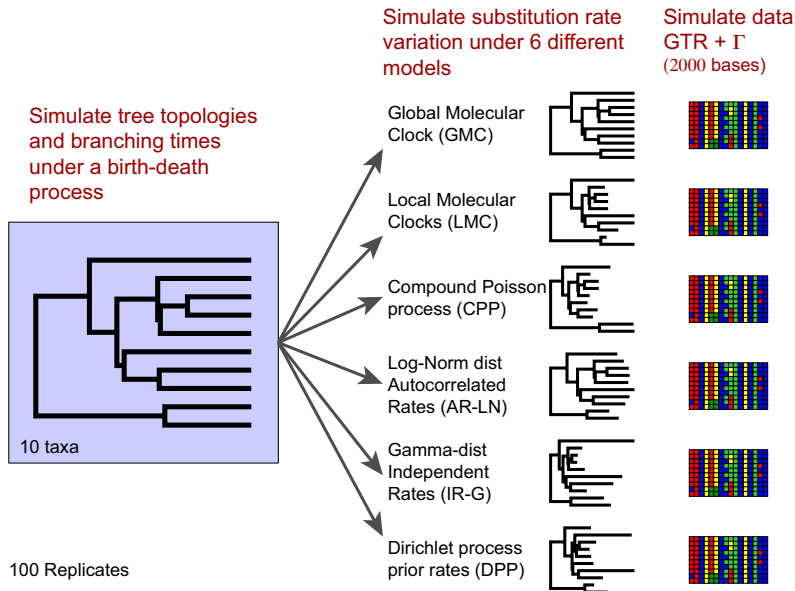 Simulate substitution rate
variation under 6 different
models
Simulate data
GTR + Γ
(2000 bases)
Simulate tree topologies
and branching times
under a birth-death
process
10 taxa
100 Replicates
Global Molecular
Clock (GMC)
Local Molecular
Clocks (LMC)
Compound Poisson
process (CPP)
Log-Norm dist
Autocorrelated
Rates (AR-LN)
Gamma-dist
Independent
Rates (IR-G)
Dirichlet process
prior rates (DPP)